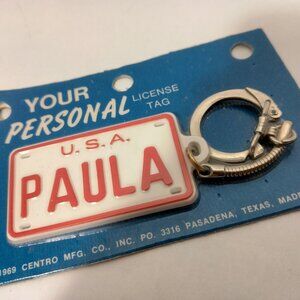 YOUR
PERSONAL
LICENSE
TAG
U.S.A.
PAULA
1969 CENTRO MFG. CO., INC. PO. 3316 PASADENA, TEXAS, MADE